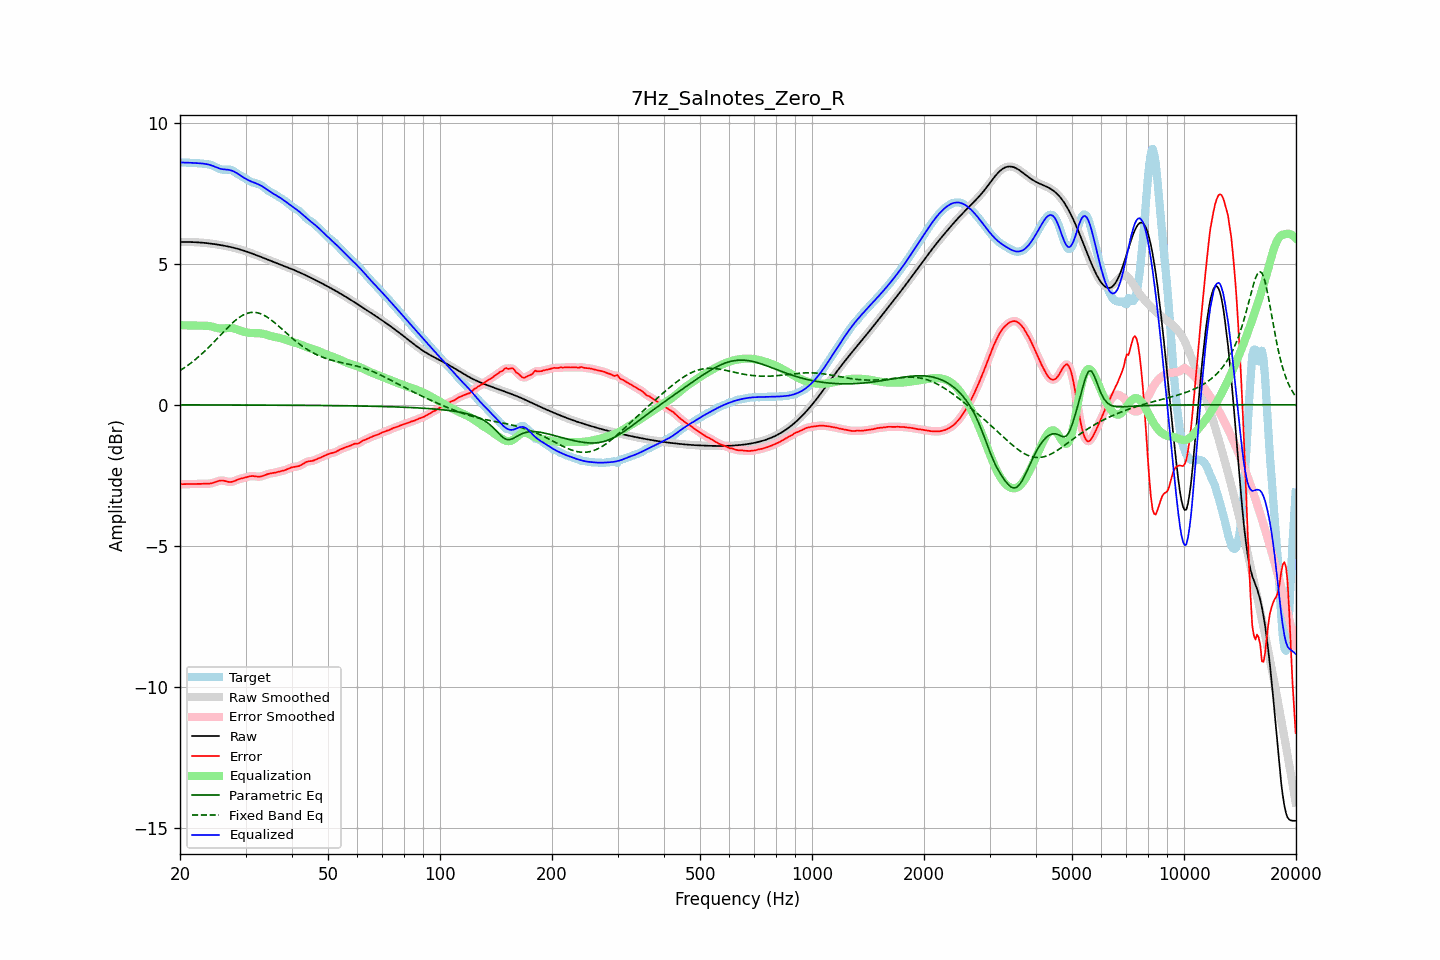 7Hz_Salnotes_Zero_R
10
5
0
−5
−10
−15
Amplitude (dBr)
Target
Raw Smoothed
Error Smoothed
Raw
Error
Equalization
Parametric Eq
Fixed Band Eq
Equalized
20 50 100 200 500 1000 2000 5000 10000 20000
Frequency (Hz)